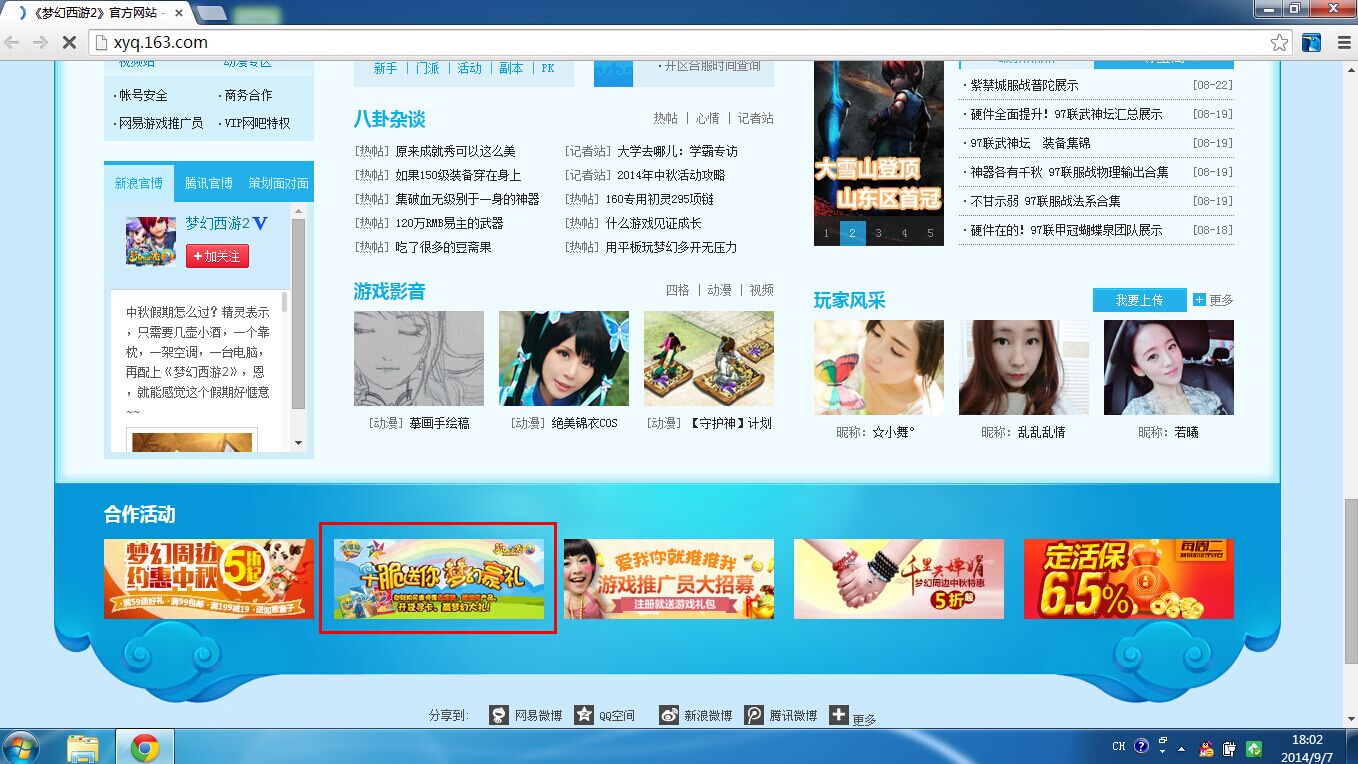 《梦幻西游2》官方网站 -
xyq.163.com
新手 | 门派 | 活动 | 副本 | PK
·开区合服时间查询
·帐号安全
·商务合作
·网易游戏推广员
·VIP网吧特权
新浪官博
腾讯官博
策划面对面
梦幻西游2
+加关注
中秋假期怎么过？精灵表示
，只需要几壶小酒，一个靠
枕，一架空调，一台电脑，
再配上《梦幻西游2》，恩
，就能感觉这个假期好惬意
~~
八卦杂谈
热帖 | 心情 | 记者站
[热帖] 原来成就秀可以这么美
[记者站] 大学去哪儿：学霸专访
[热帖] 如果150级装备穿在身上
[记者站] 2014年中秋活动攻略
[热帖] 集破血无级别于一身的神器
[热帖] 160专用初灵295项链
[热帖] 120万RMB易主的武器
[热帖] 什么游戏见证成长
[热帖] 吃了很多的豆斋果
[热帖] 用平板玩梦幻多开无压力
游戏影音
四格 | 动漫 | 视频
[动漫] 墓画手绘稿
[动漫] 绝美锦衣COS
[动漫] 【守护神】计划
大雪山登顶
山东区首冠
1 2 3 4 5
·紫禁城服战普陀展示 [08-22]
·硬件全面提升！97联武神坛汇总展示 [08-19]
·97联武神坛 装备集锦 [08-19]
·神器各有千秋 97联服战物理输出合集 [08-19]
·不甘示弱 97联服战法系合集 [08-19]
·硬件在的！97联甲冠蝴蝶泉团队展示 [08-18]
玩家风采
我要上传
更多
昵称：☆小舞°
昵称：乱乱乱情
昵称：若曦
合作活动
梦幻周边
约惠中秋
5折起
满59送好礼·满99包邮·满199减19
脆送你 梦幻豪礼
爱我你就推推我
游戏推广员大招募
注册就送游戏礼包
千里共婵娟
梦幻周边中秋特惠
5折起
定活保
6.5%
每周二
分享到：
网易微博
QQ空间
新浪微博
腾讯微博
更多
CH
18:02
2014/9/7